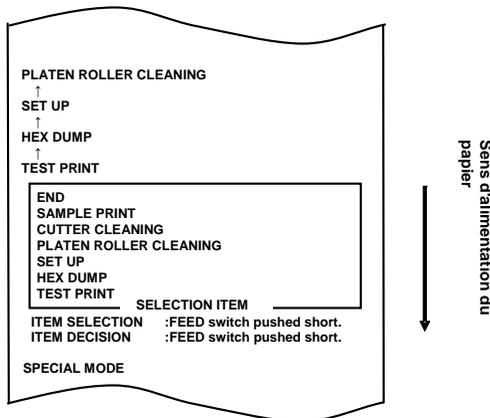 PLATEN ROLLER CLEANING
↑
SET UP
↑
HEX DUMP
↑
TEST PRINT
END
SAMPLE PRINT
CUTTER CLEANING
PLATEN ROLLER CLEANING
SET UP
HEX DUMP
TEST PRINT
SELECTION ITEM
ITEM SELECTION :FEED switch pushed short.
ITEM DECISION :FEED switch pushed short.
SPECIAL MODE
Sens d'alimentation du
papier